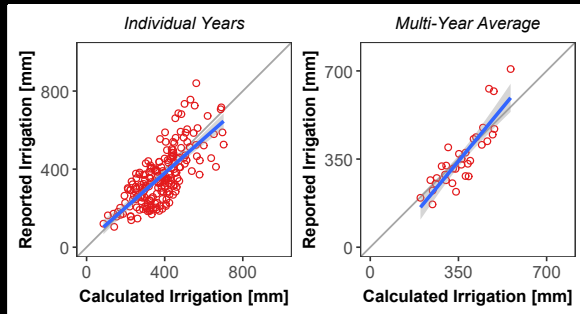 Individual Years
Multi-Year Average
Reported Irrigation [mm]
800
400
0
0
400
800
Calculated Irrigation [mm]
Reported Irrigation [mm]
700
350
0
0
350
700
Calculated Irrigation [mm]